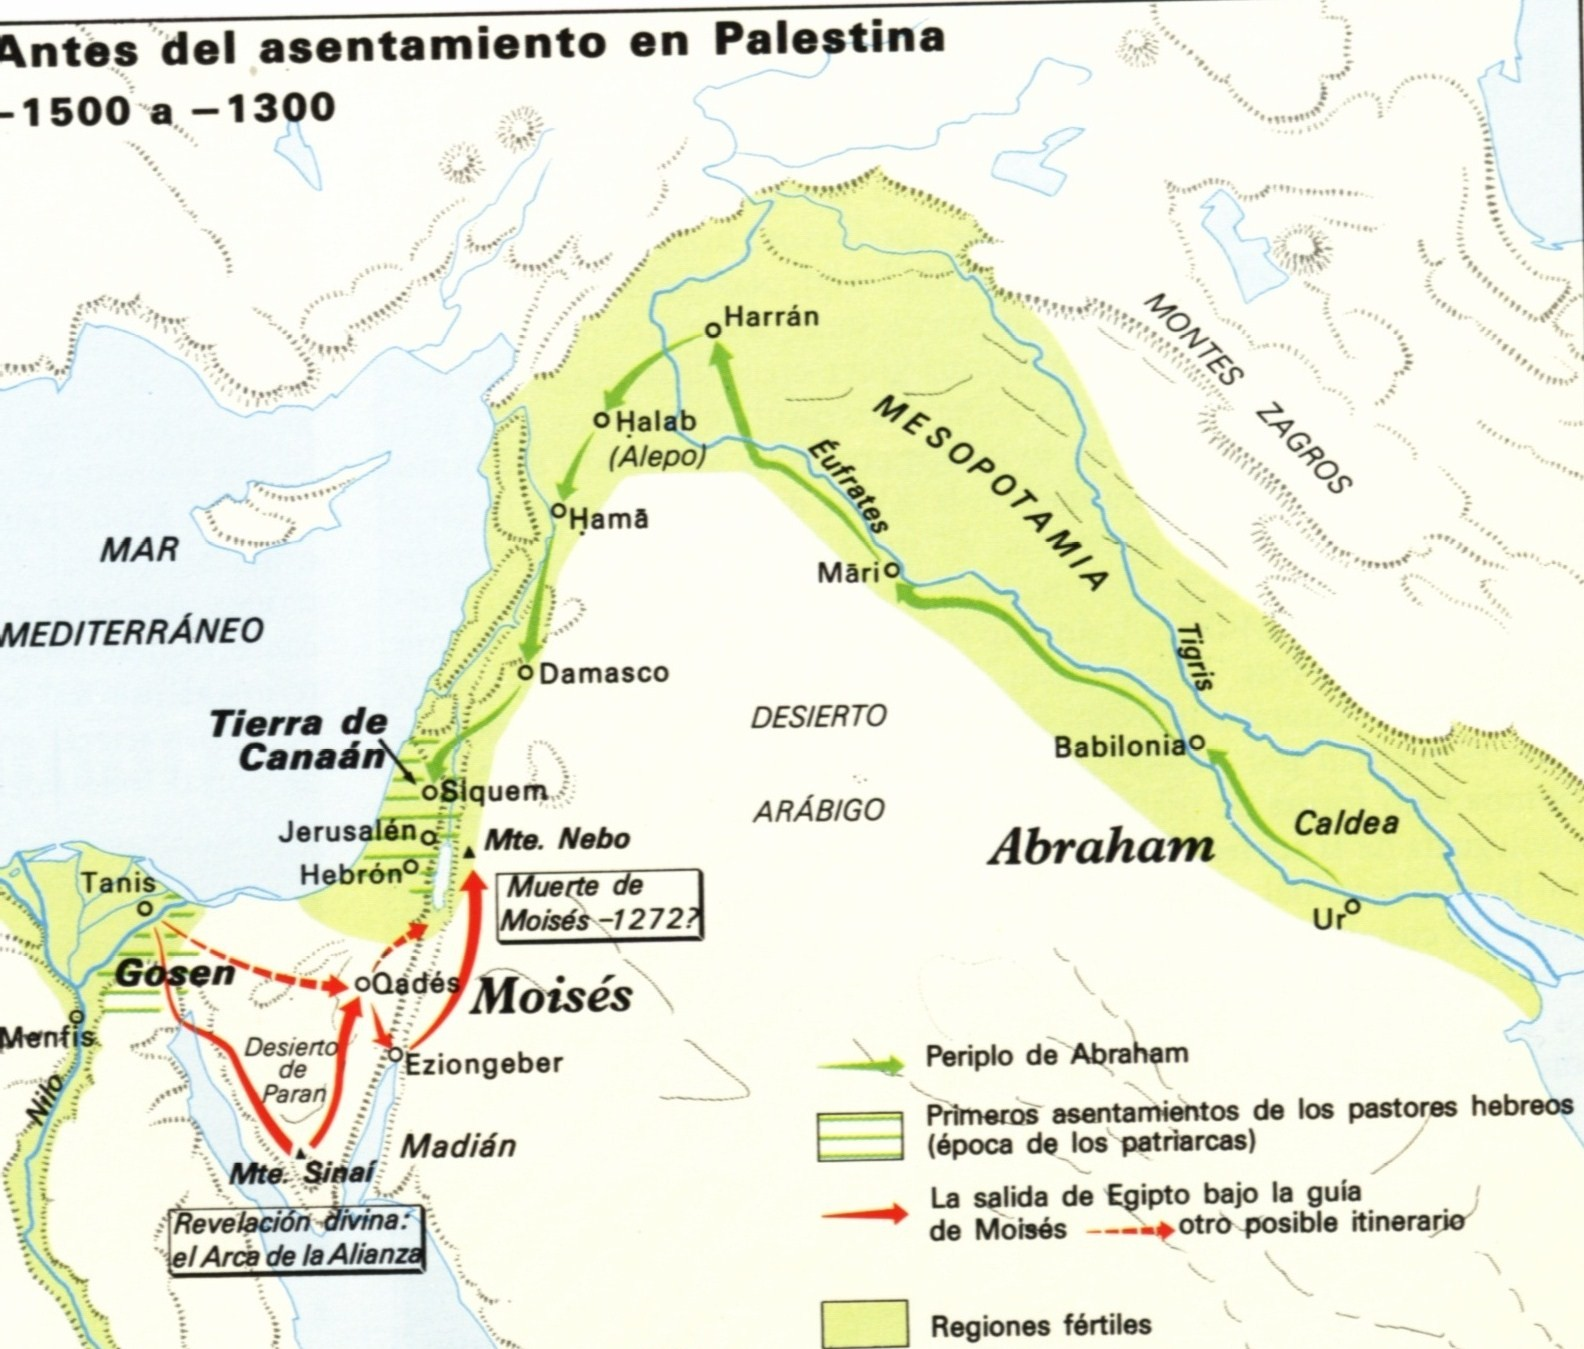 Antes del asentamiento en Palestina
-1500 a -1300
Harrán
MONTES ZAGROS
Ḥalab
(Alepo)
MESOPOTAMIA
Éufrates
Ḥamā
MAR
MEDITERRÁNEO
Māri
Tigris
Damasco
DESIERTO
ARÁBIGO
Tierra de
Canaán
Babilonia
Siquem
Caldea
Jerusalén
Mte. Nebo
Abraham
Hebrón
Tanis
Muerte de
Moisés -1272?
Ur
Gosen
Qadés
Moisés
Menfis
Desierto
de
Paran
Eziongeber
Nilo
Madián
Mte. Sinaí
Revelación divina:
el Arca de la Alianza
Periplo de Abraham
Primeros asentamientos de los pastores hebreos
(época de los patriarcas)
La salida de Egipto bajo la guía
de Moisés otro posible itinerario
Regiones fértiles